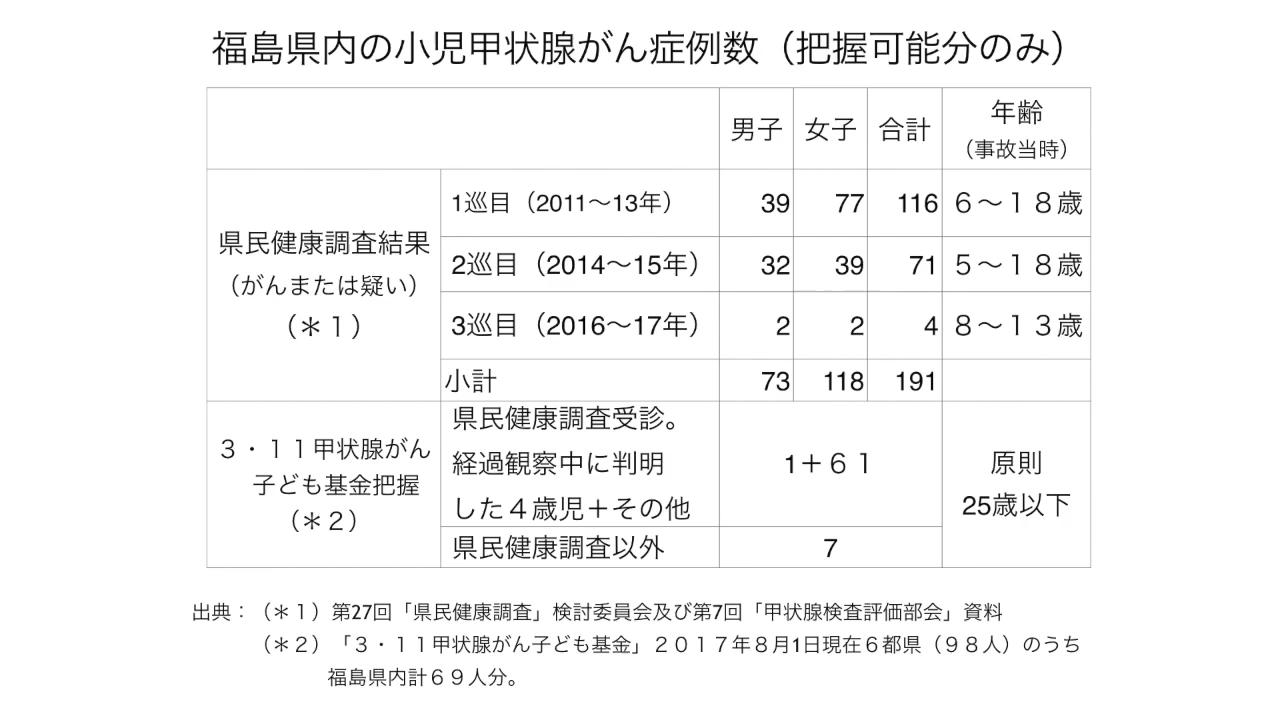 福島県内の小児甲状腺がん症例数（把握可能分のみ）
男子 女子 合計 年齢
（事故当時）
県民健康調査結果
（がんまたは疑い）
（＊１）
1巡目（2011〜13年） 39 77 116 ６〜１８歳
2巡目（2014〜15年） 32 39 71 ５〜１８歳
3巡目（2016〜17年） 2 2 4 ８〜１３歳
小計 73 118 191
３・１１甲状腺がん
子ども基金把握
（＊２）
県民健康調査受診。
経過観察中に判明
した４歳児＋その他
1＋６１
原則
25歳以下
県民健康調査以外 7
出典：（＊１）第27回「県民健康調査」検討委員会及び第7回「甲状腺検査評価部会」資料
（＊２）「３・１１甲状腺がん子ども基金」２０１７年８月1日現在６都県（９８人）のうち
福島県内計６９人分。